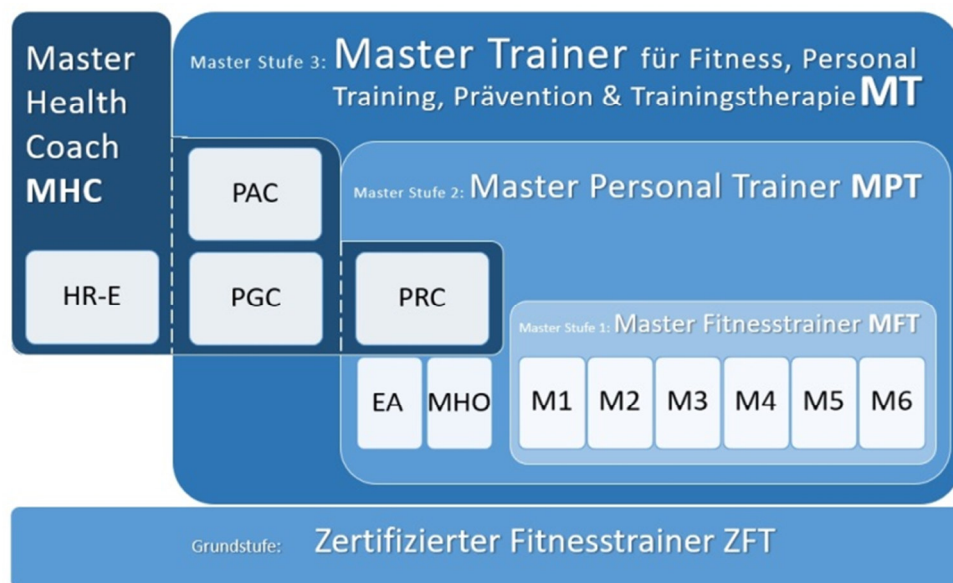 Master
Health
Coach
MHC
Master Stufe 3: Master Trainer für Fitness, Personal
Training, Prävention & Trainingstherapie MT
PAC
Master Stufe 2: Master Personal Trainer MPT
HR-E
PGC
PRC
Master Stufe 1: Master Fitnesstrainer MFT
EA
MHO
M1
M2
M3
M4
M5
M6
Grundstufe: Zertifizierter Fitnesstrainer ZFT